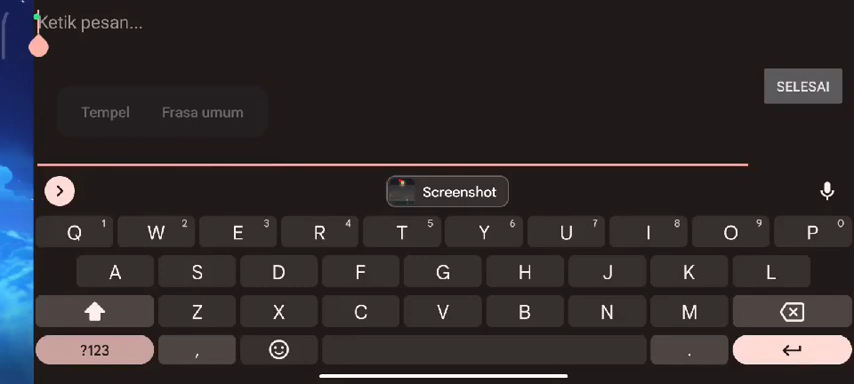 Ketik pesan...
SELESAI
Tempel Frasa umum
Screenshot
Q 1 W 2 E 3 R 4 T 5 Y 6 U 7 I 8 O 9 P 0
A S D F G H J K L
Z X C V B N M
?123 , .